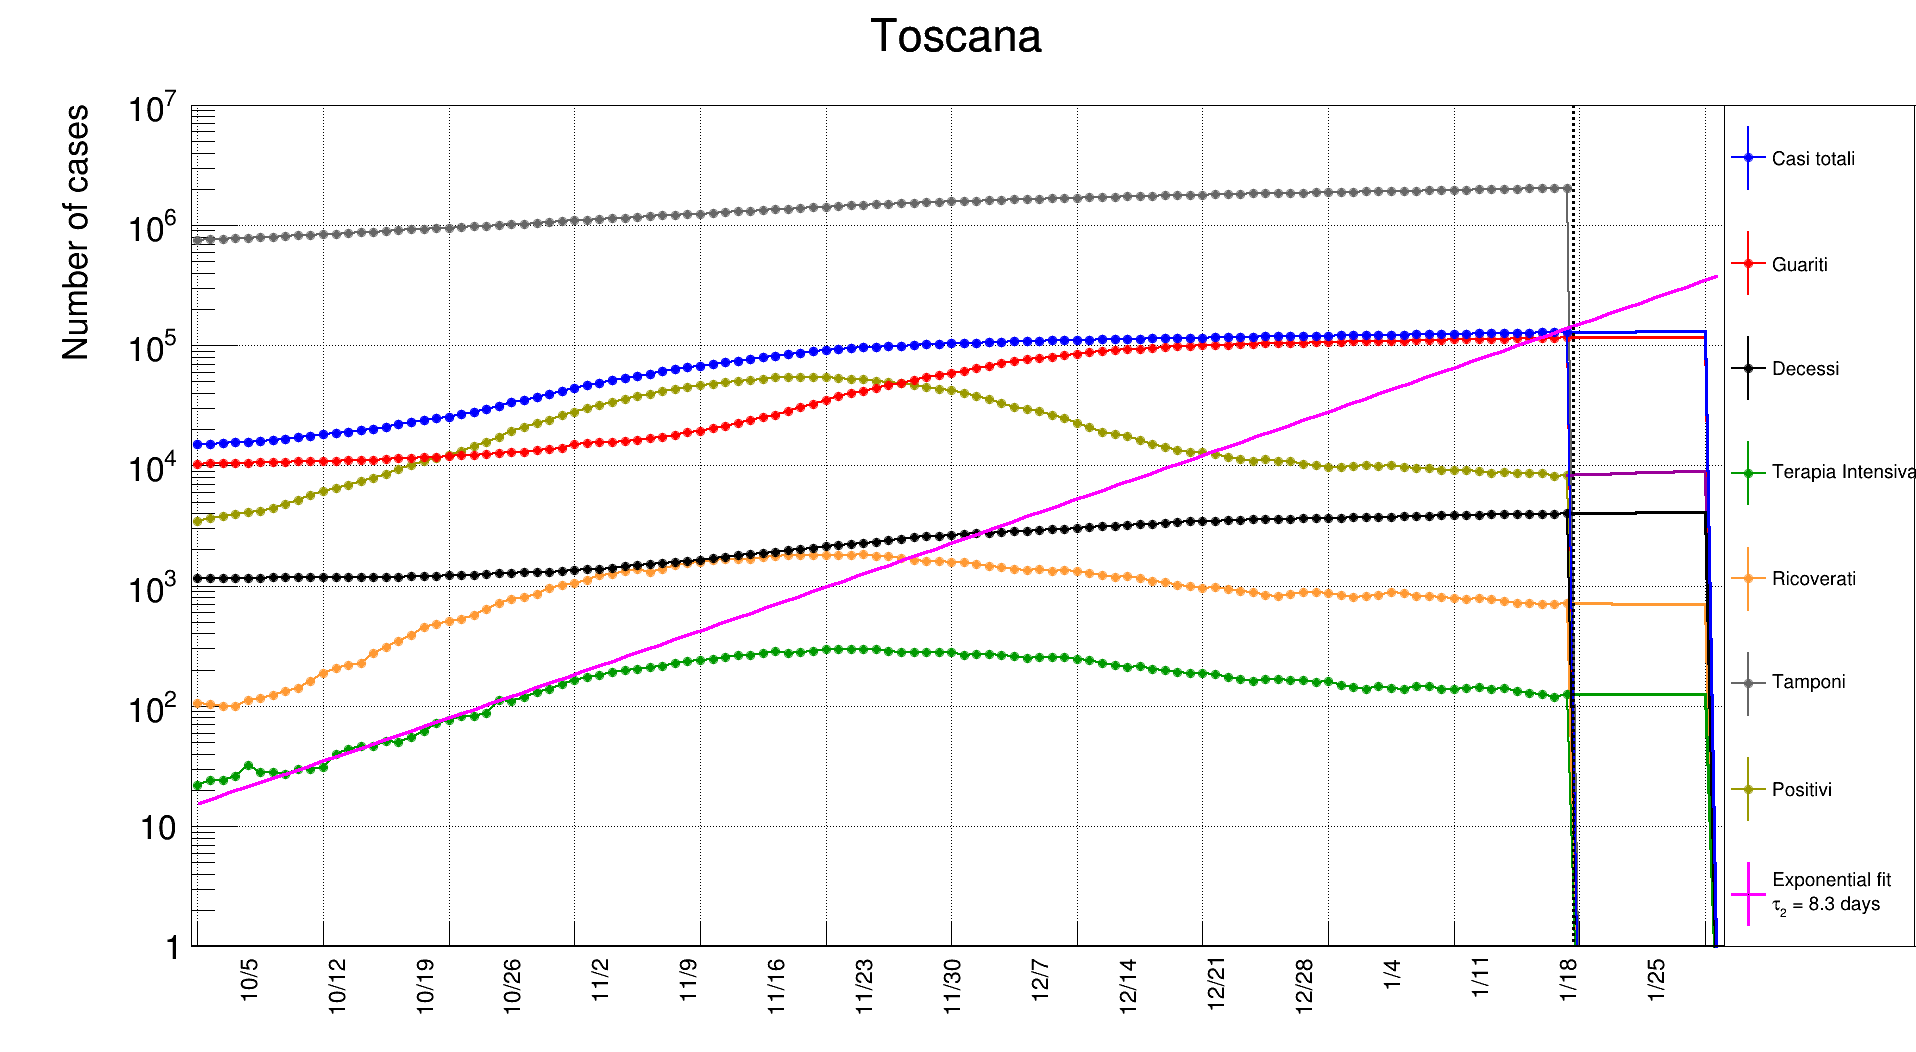 Toscana
Number of cases
10^7
10^6
10^5
10^4
10^3
10^2
10
1
10/5
10/12
10/19
10/26
11/2
11/9
11/16
11/23
11/30
12/7
12/14
12/21
12/28
1/4
1/11
1/18
1/25
Casi totali
Guariti
Decessi
Terapia Intensiva
Ricoverati
Tamponi
Positivi
Exponential fit
τ_2 = 8.3 days